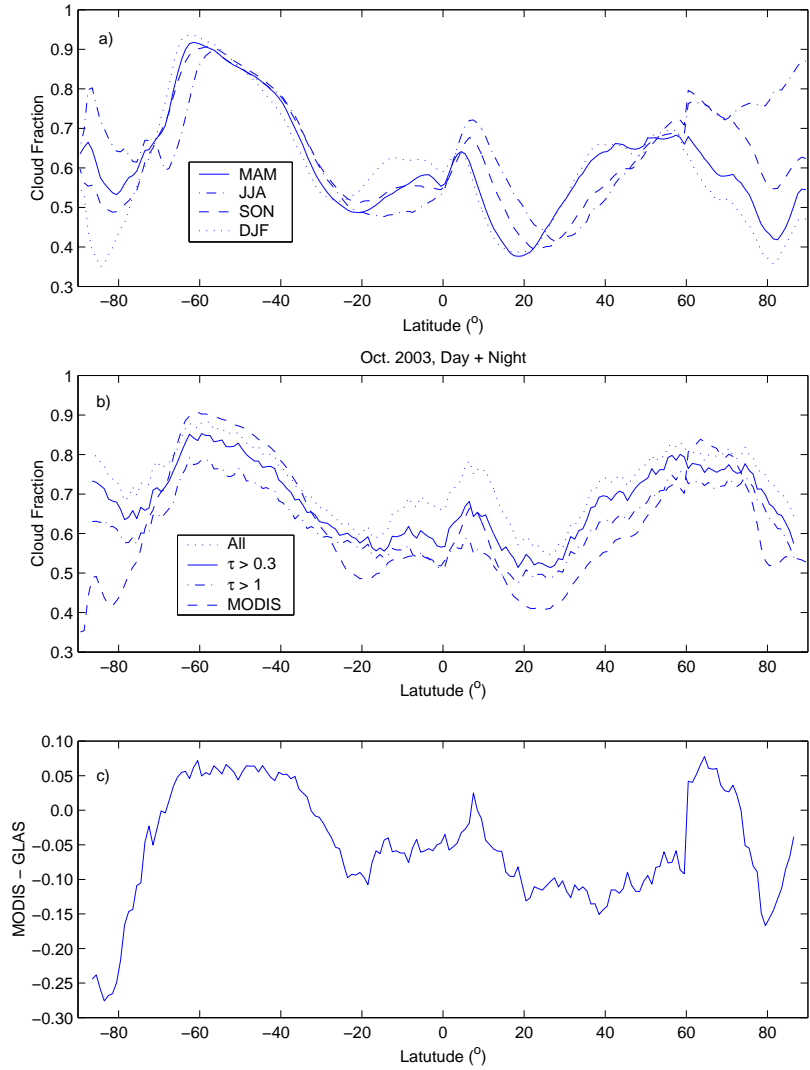 a)
1
0.9
0.8
0.7
0.6
0.5
0.4
0.3
Cloud Fraction
MAM
JJA
SON
DJF
−80 −60 −40 −20 0 20 40 60 80
Latitude (o)
Oct. 2003, Day + Night
b)
1
0.9
0.8
0.7
0.6
0.5
0.4
0.3
Cloud Fraction
All
τ > 0.3
τ > 1
MODIS
−80 −60 −40 −20 0 20 40 60 80
Latutude (o)
c)
0.10
0.05
0.0
−0.05
−0.10
−0.15
−0.20
−0.25
−0.30
MODIS − GLAS
−80 −60 −40 −20 0 20 40 60 80
Latutude (o)